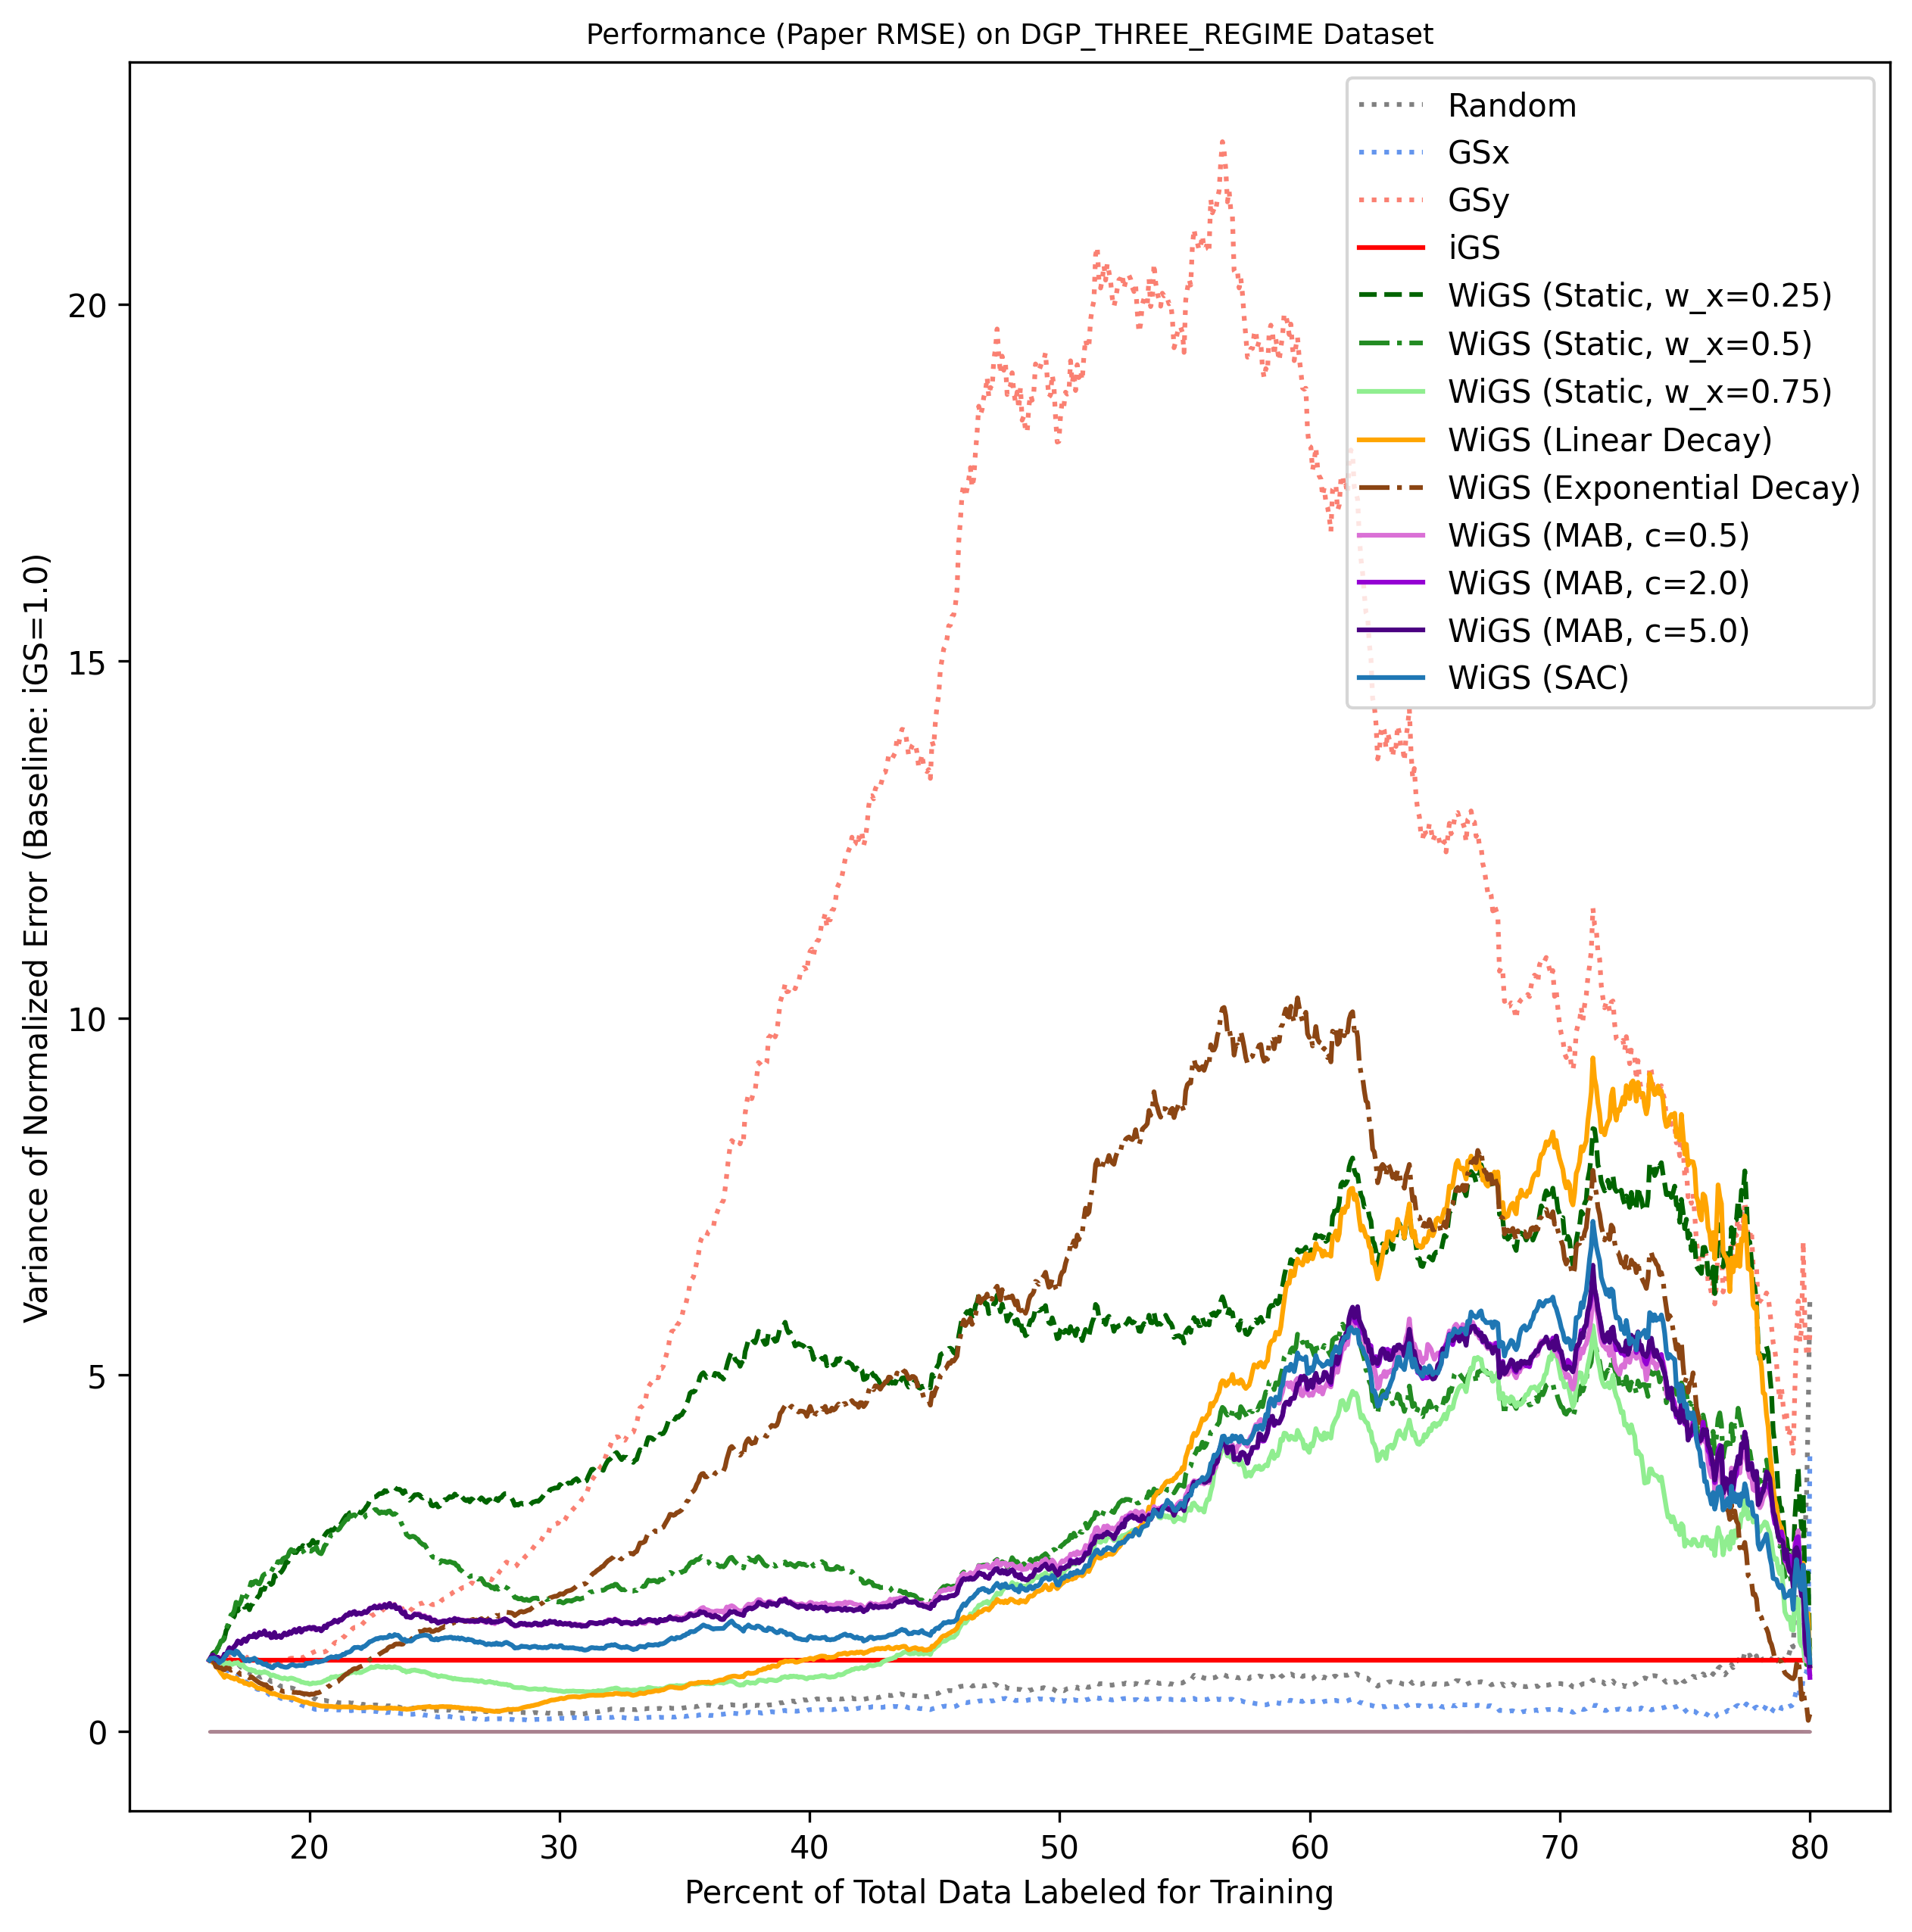 Performance (Paper RMSE) on DGP_THREE_REGIME Dataset
Variance of Normalized Error (Baseline: iGS=1.0)
20
15
10
5
0
Random
GSx
GSy
iGS
WiGS (Static, w_x=0.25)
WiGS (Static, w_x=0.5)
WiGS (Static, w_x=0.75)
WiGS (Linear Decay)
WiGS (Exponential Decay)
WiGS (MAB, c=0.5)
WiGS (MAB, c=2.0)
WiGS (MAB, c=5.0)
WiGS (SAC)
20 30 40 50 60 70 80
Percent of Total Data Labeled for Training